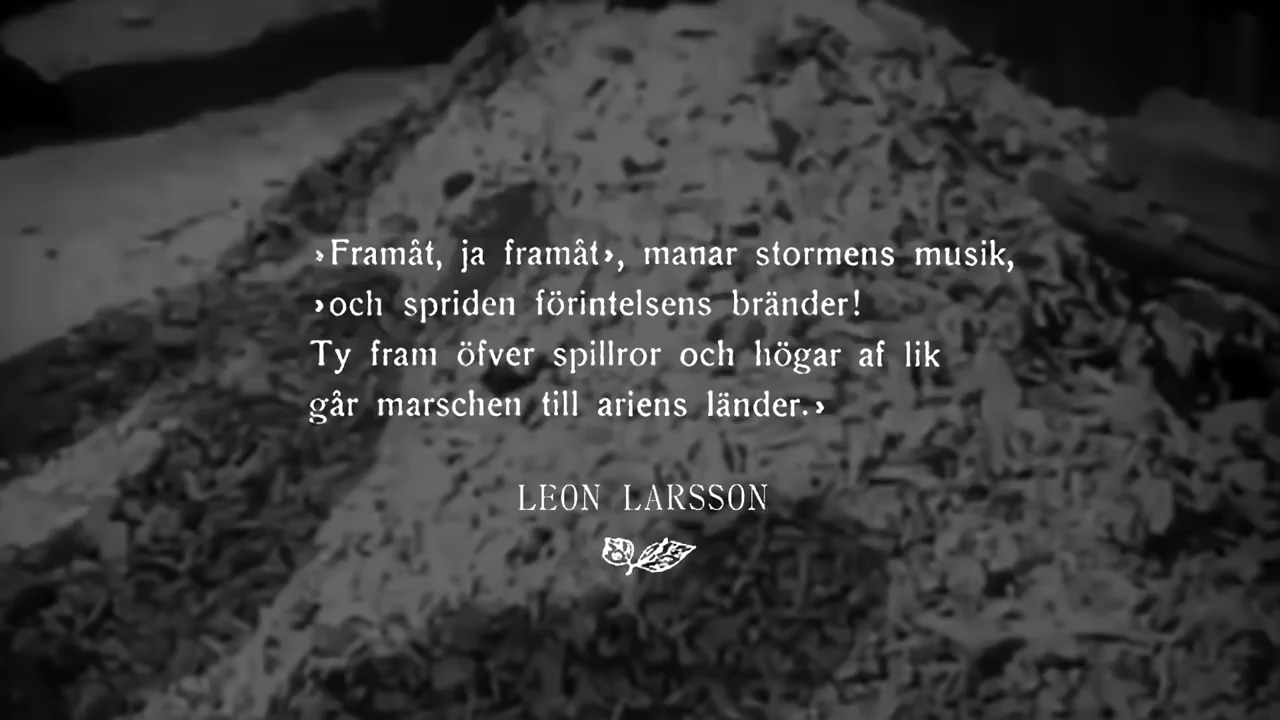 ›Framåt, ja framåt›, manar stormens musik,
›och spriden förintelsens bränder!
Ty fram öfver spillror och högar af lik
går marschen till ariens länder.›
LEON LARSSON